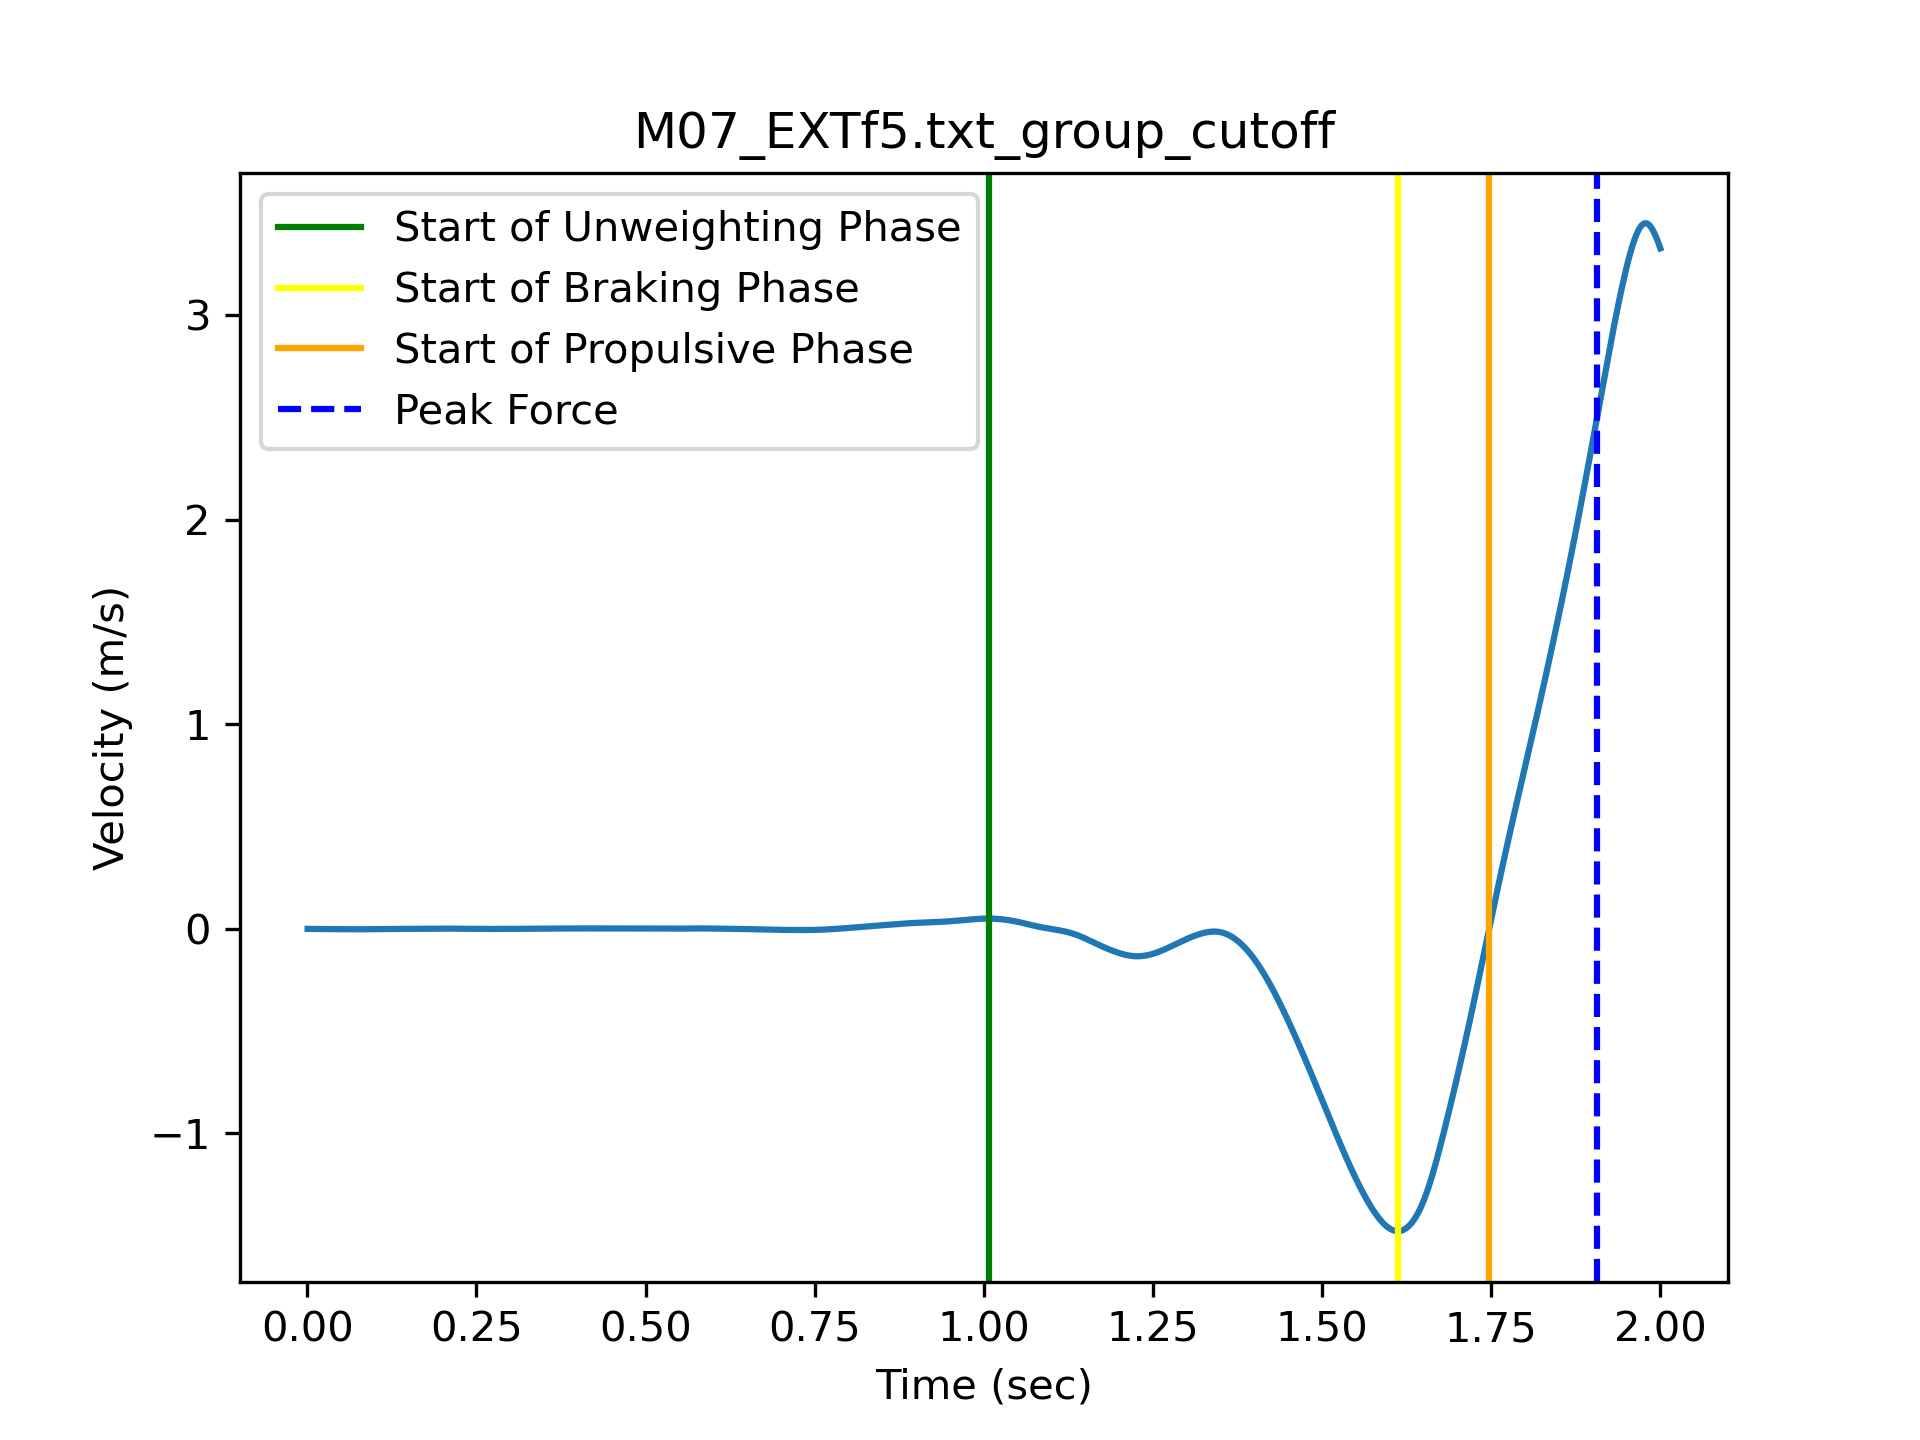 M07_EXTf5.txt_group_cutoff
Start of Unweighting Phase
Start of Braking Phase
Start of Propulsive Phase
Peak Force
3
2
1
0
−1
Velocity (m/s)
0.00 0.25 0.50 0.75 1.00 1.25 1.50 1.75 2.00
Time (sec)